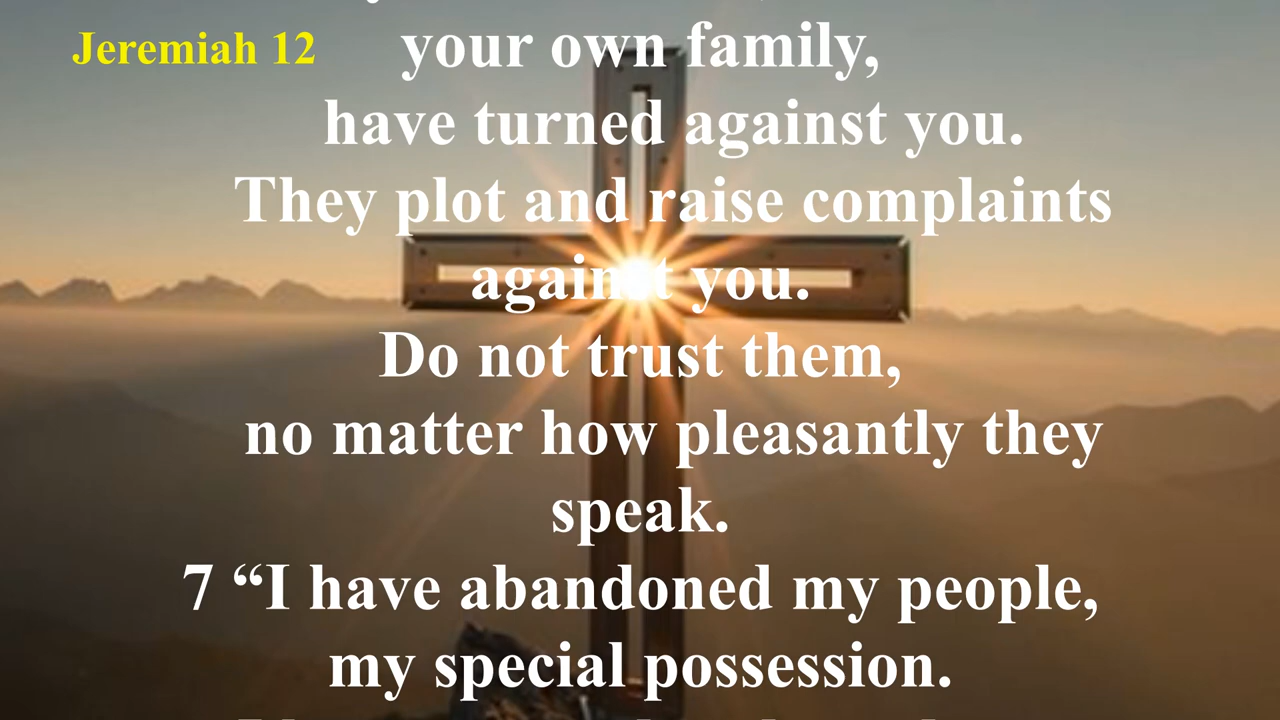 Jeremiah 12
your own family,
have turned against you.
They plot and raise complaints
against you.
Do not trust them,
no matter how pleasantly they
speak.
7 “I have abandoned my people,
my special possession.